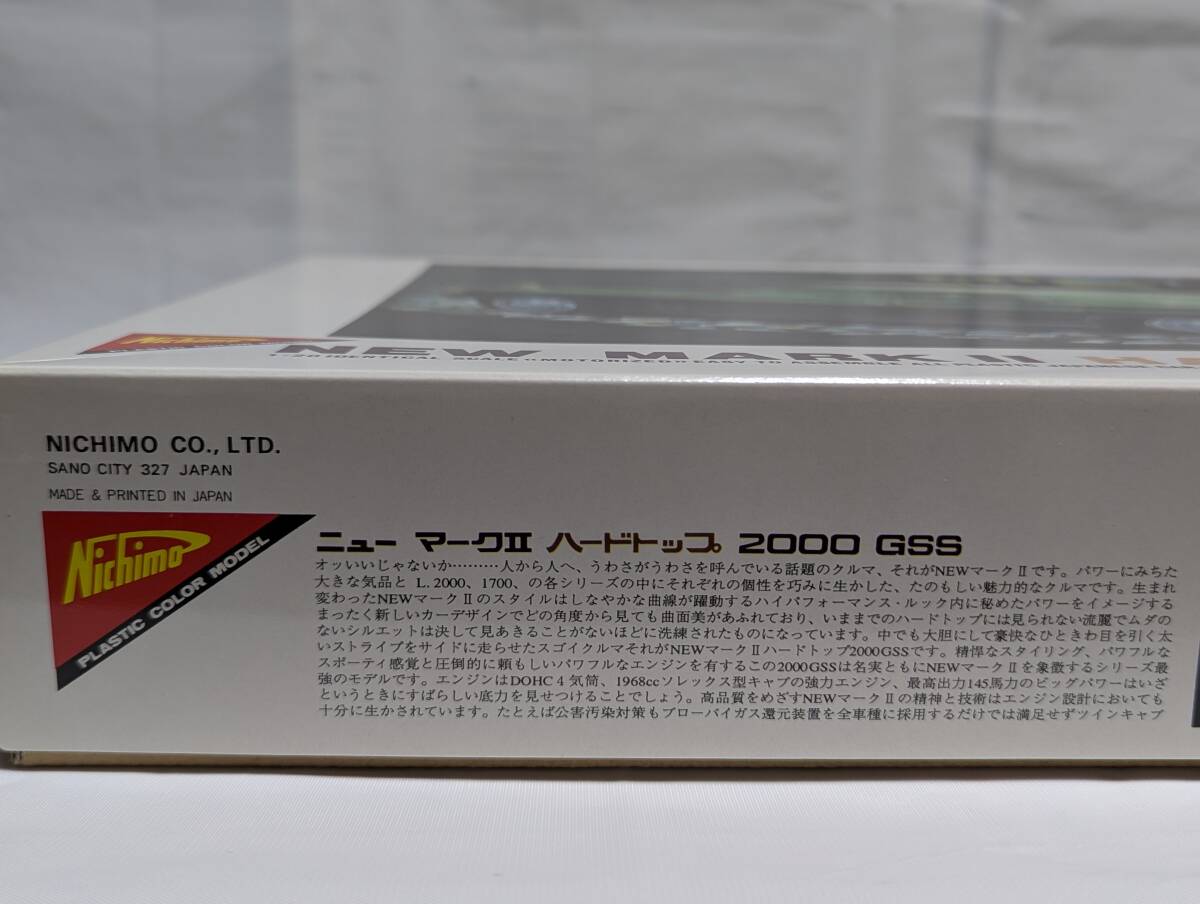 NEW MARK II H
NICHIMO CO., LTD.
SANO CITY 327 JAPAN
MADE & PRINTED IN JAPAN
Nichimo
PLASTIC COLOR MODEL
ニュー マークII ハードトップ 2000 GSS
オッいいじゃないか………人から人へ、うわさがうわさを呼んでいる話題のクルマ、それがNEWマークⅡです。パワーにみちた
大きな気品と L.2000、1700、の各シリーズの中にそれぞれの個性を巧みに生かした、たのもしい魅力的なクルマです。生まれ
変わったNEWマークⅡのスタイルはしなやかな曲線が躍動するハイパフォーマンス・ルック内に秘めたパワーをイメージする
まったく新しいカーデザインでどの角度から見ても曲面美があふれており、いままでのハードトップには見られない流麗でムダの
ないシルエットは決して見あきることがないほどに洗練されたものになっています。中でも大胆にして豪快なひときわ目を引く太
いストライプをサイドに走らせたスゴイクルマそれがNEWマークⅡハードトップ2000GSSです。精悍なスタイリング、パワフルな
スポーティ感覚と圧倒的に頼もしいパワフルなエンジンを有するこの2000GSSは名実ともにNEWマークⅡを象徴するシリーズ最
強のモデルです。エンジンはDOHC４気筒、1968ccソレックス型キャブの強力エンジン、最高出力145馬力のビッグパワーはいざ
というときにすばらしい底力を見せつけることでしょう。高品質をめざすNEWマークⅡの精神と技術はエンジン設計においても
十分に生かされています。たとえば公害汚染対策もブローバイガス還元装置を全車種に採用するだけでは満足せずツインキャブ